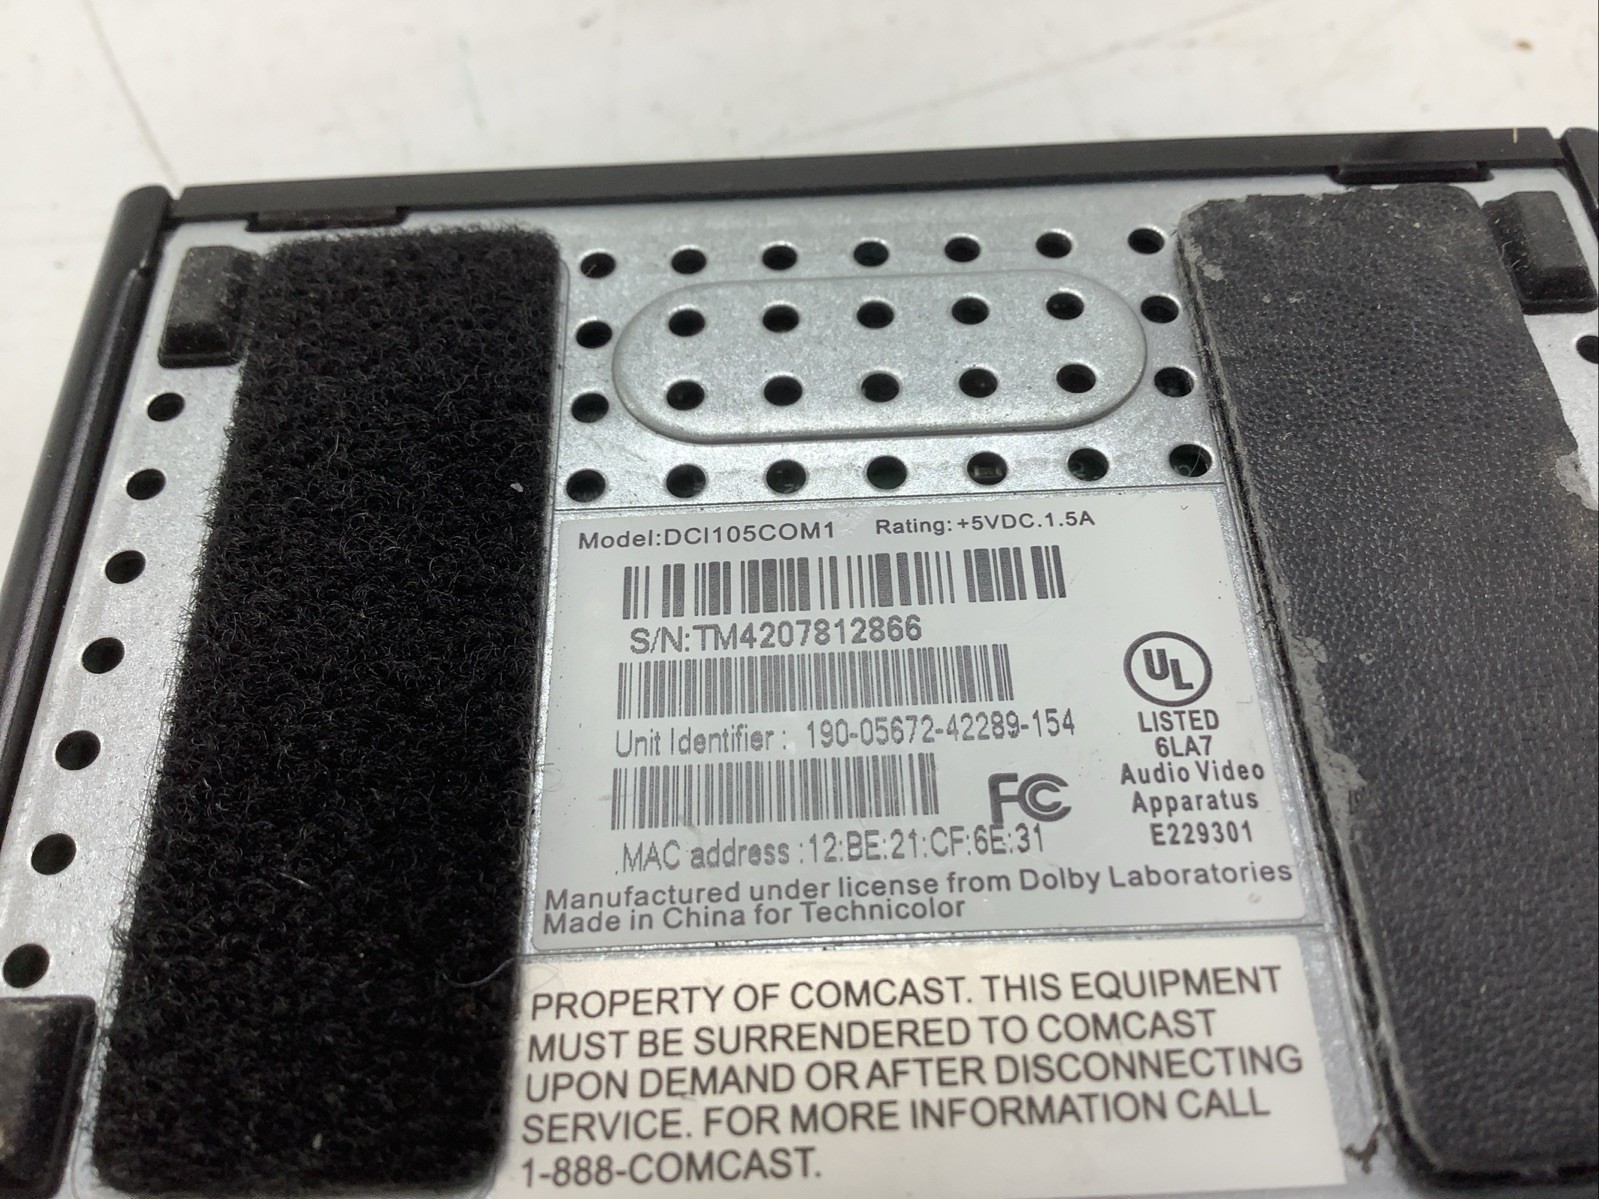 Model:DCI105COM1 Rating:+5VDC.1.5A
S/N:TM4207812866
Unit Identifier : 190-05672-42289-154
MAC address :12:BE:21:CF:6E:31
FC
UL
LISTED
6LA7
Audio Video
Apparatus
E229301
Manufactured under license from Dolby Laboratories
Made in China for Technicolor
PROPERTY OF COMCAST. THIS EQUIPMENT
MUST BE SURRENDERED TO COMCAST
UPON DEMAND OR AFTER DISCONNECTING
SERVICE. FOR MORE INFORMATION CALL
1-888-COMCAST.